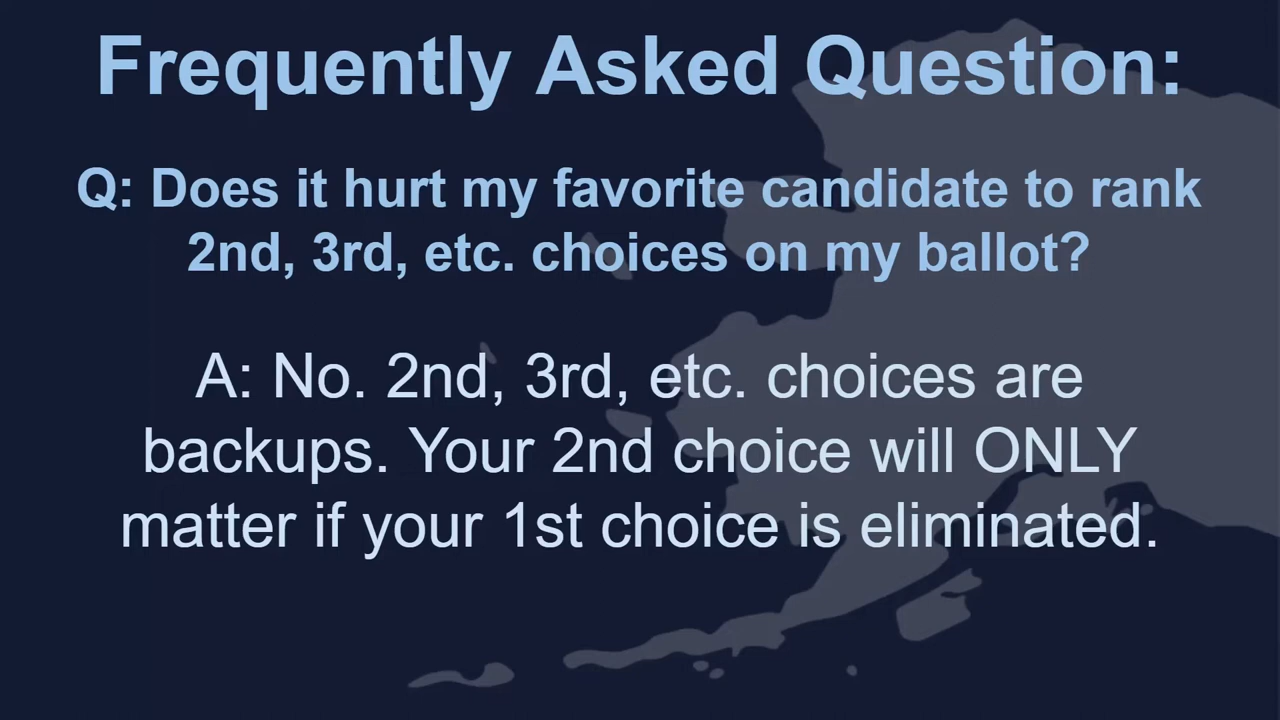 Frequently Asked Question:
Q: Does it hurt my favorite candidate to rank
2nd, 3rd, etc. choices on my ballot?
A: No. 2nd, 3rd, etc. choices are
backups. Your 2nd choice will ONLY
matter if your 1st choice is eliminated.